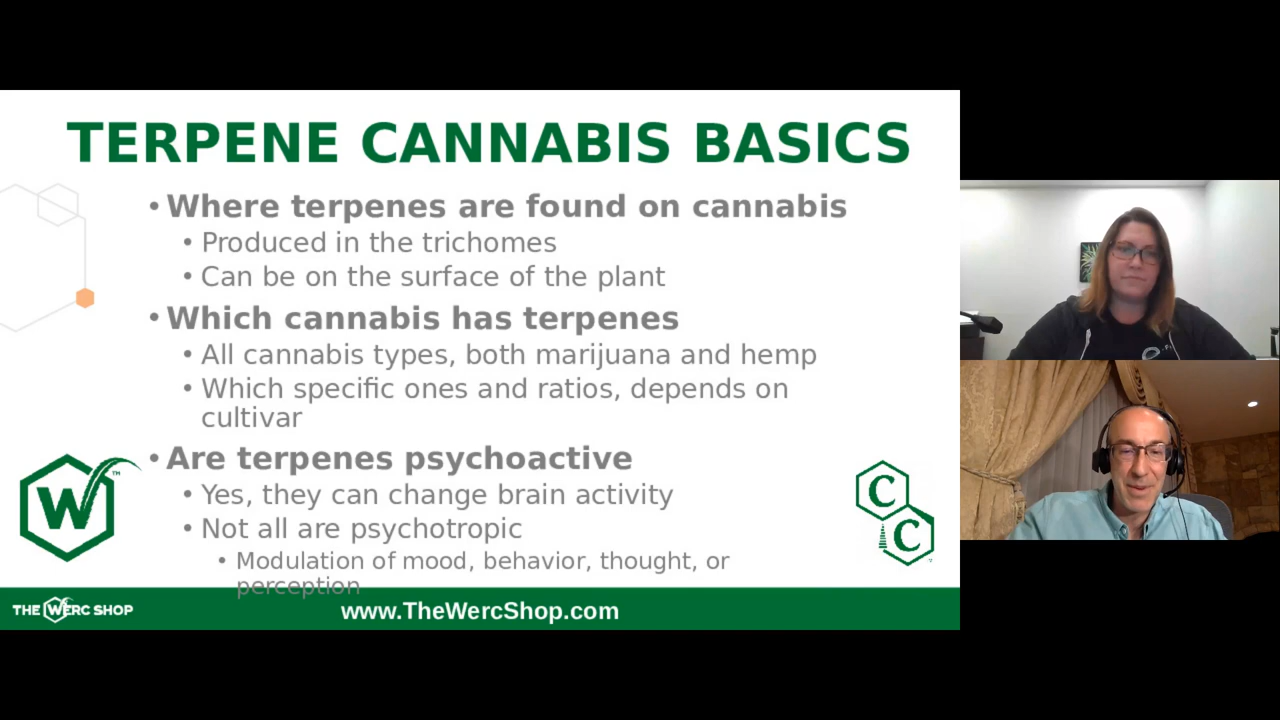 TERPENE CANNABIS BASICS
• Where terpenes are found on cannabis
• Produced in the trichomes
• Can be on the surface of the plant
• Which cannabis has terpenes
• All cannabis types, both marijuana and hemp
• Which specific ones and ratios, depends on
cultivar
• Are terpenes psychoactive
• Yes, they can change brain activity
• Not all are psychotropic
• Modulation of mood, behavior, thought, or
perception
W™
C
C
THE WERC SHOP
www.TheWercShop.com